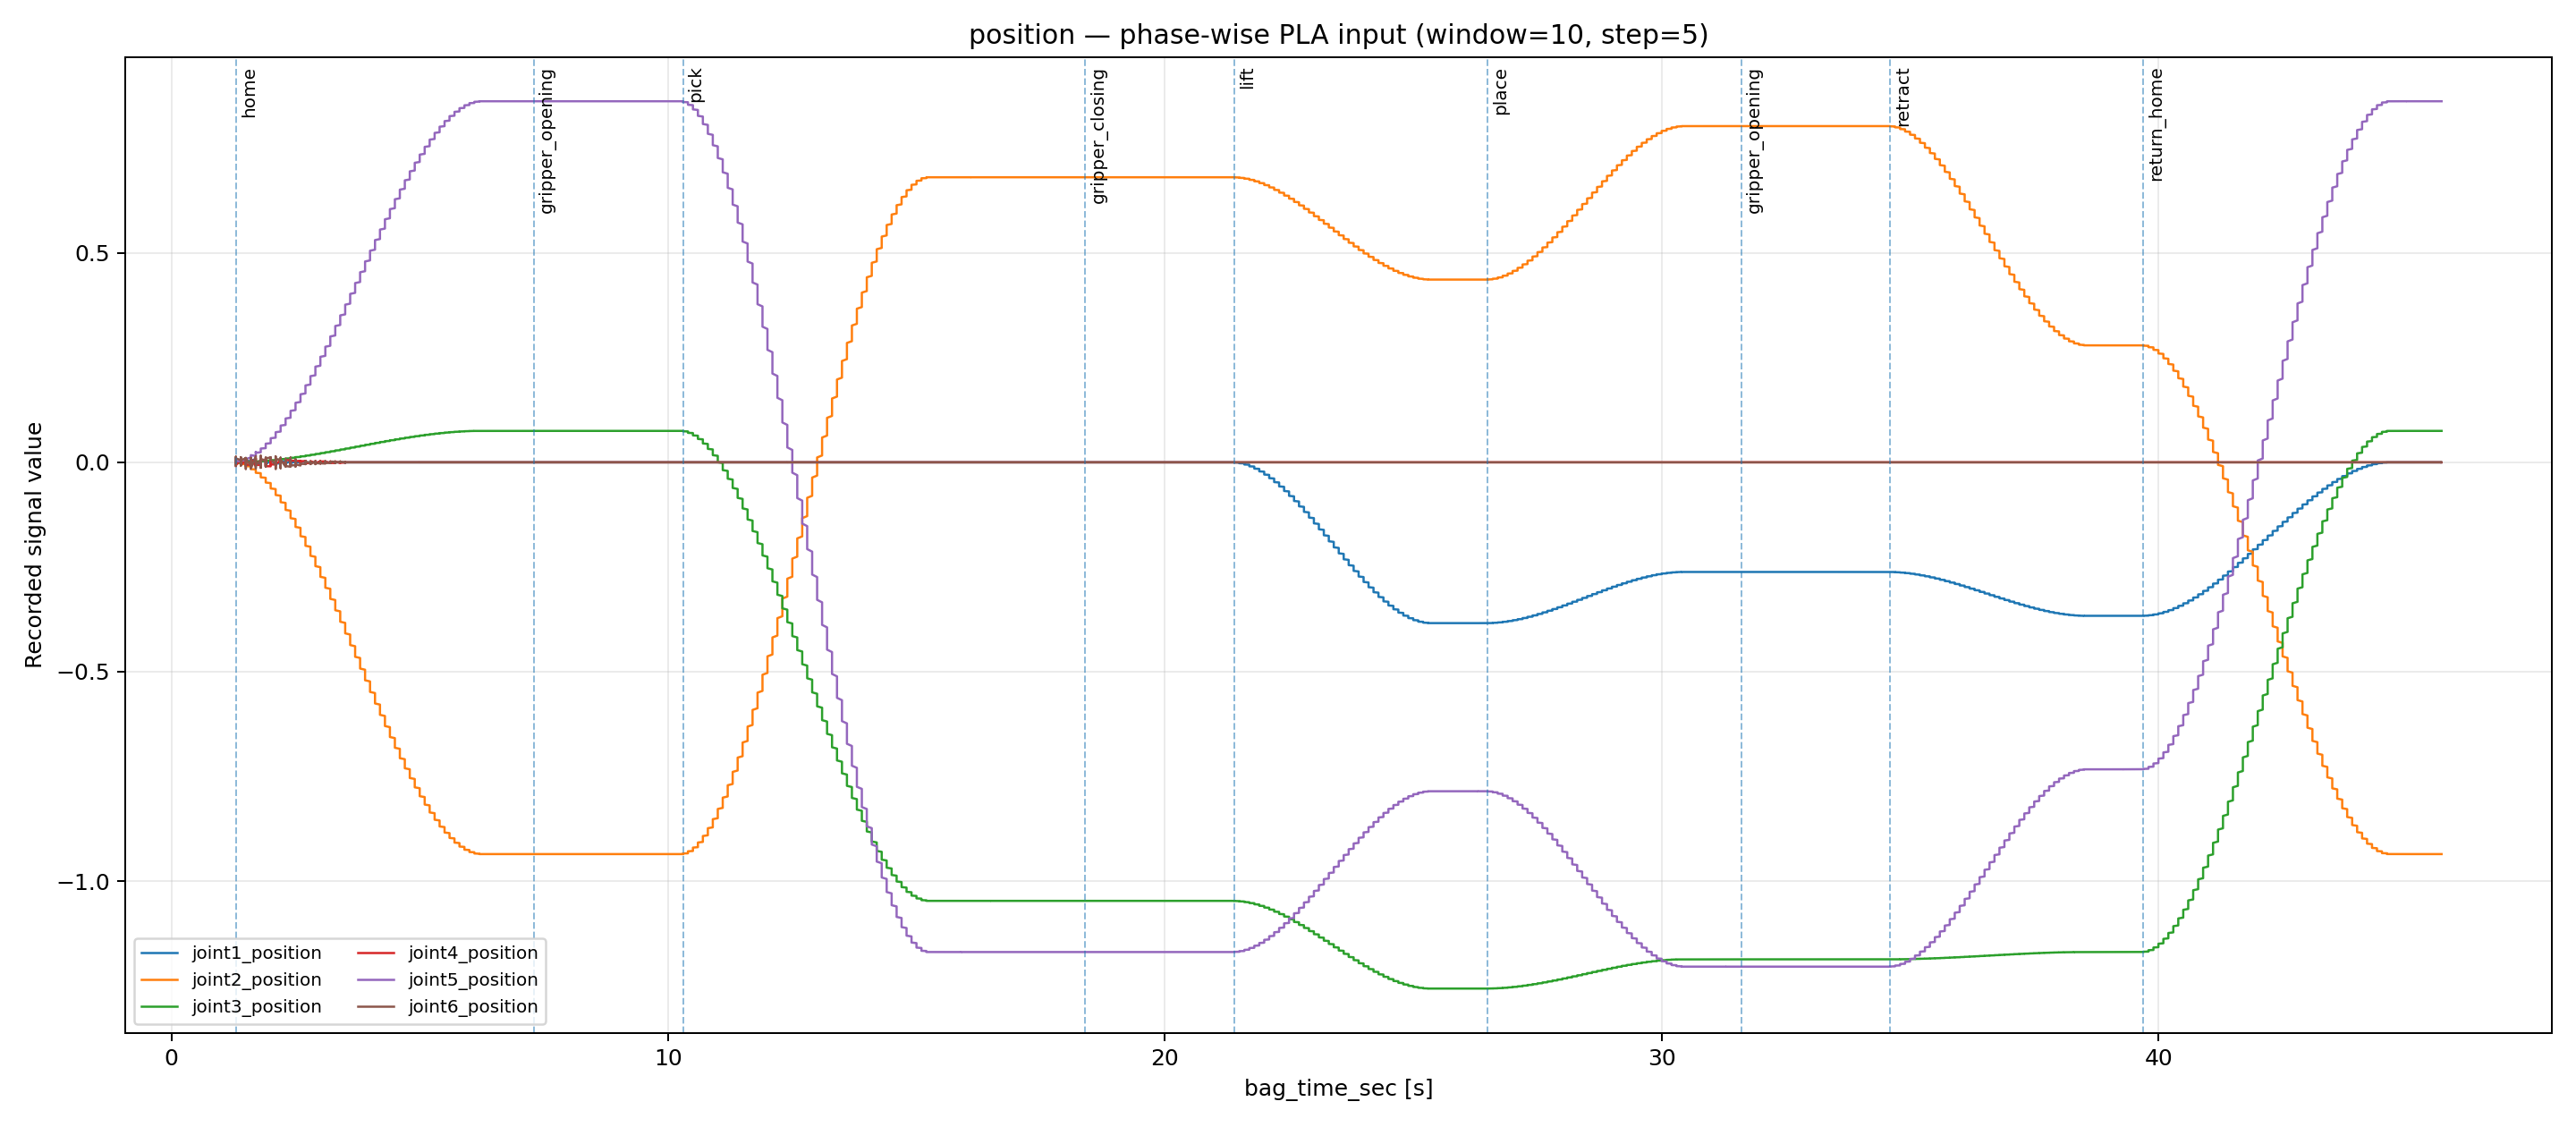 position — phase-wise PLA input (window=10, step=5)
home
gripper_opening
pick
gripper_closing
lift
place
gripper_opening
retract
return_home
Recorded signal value
0.5
0.0
−0.5
−1.0
joint1_position
joint2_position
joint3_position
joint4_position
joint5_position
joint6_position
0
10
20
30
40
bag_time_sec [s]